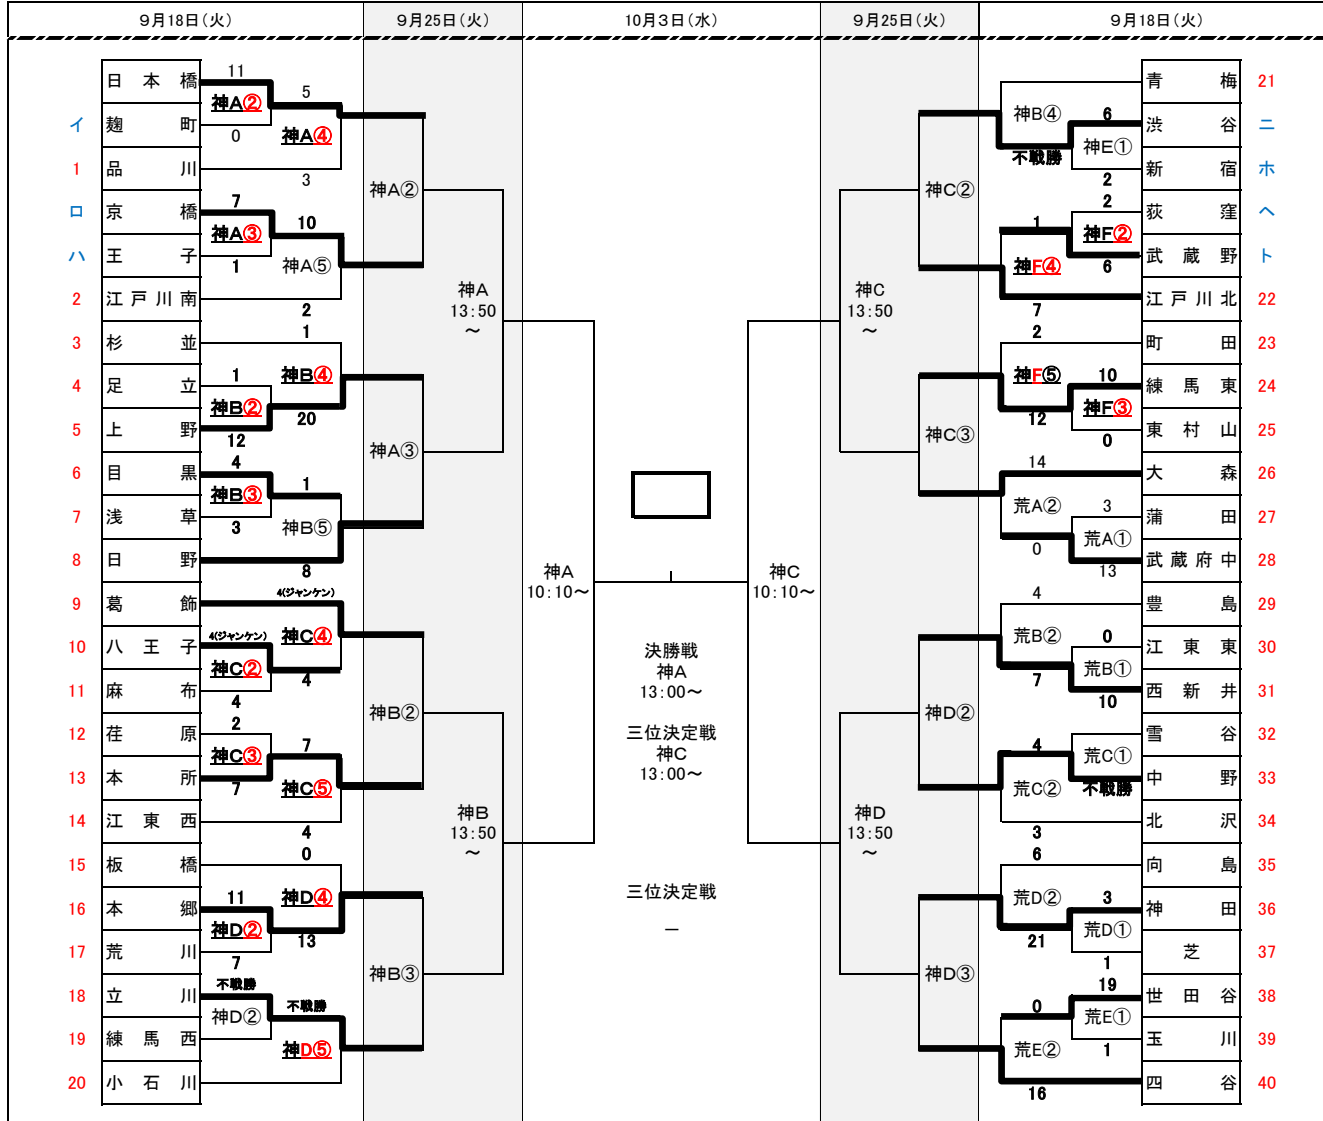 9月18日(火) 9月25日(火) 10月3日(水) 9月25日(火) 9月18日(火)
日本橋 11 5
神A② 神A④
イ 麹町 0
1 品川 3
神A②
ロ 京橋 7 10
神A③
ハ 王子 1 神A⑤
2 江戸川南 2
神A
13:50
～
3 杉並 1
4 足立 1 神B④
神B②
5 上野 12 20
神A③
6 目黒 4 1
神B③
7 浅草 3 神B⑤
8 日野 8
神A
10:10～
9 葛飾 4(ジャンケン)
10 八王子 4(ジャンケン) 神C④
神C②
11 麻布 4 4
神B②
12 荏原 2 7
神C③
13 本所 7 神C⑤
14 江東西 4
神B
13:50
～
15 板橋 0
16 本郷 11 神D④
神D②
17 荒川 7 13
神B③
18 立川 不戦勝 不戦勝
神D②
19 練馬西 神D⑤
20 小石川
決勝戦
神A
13:00～
三位決定戦
神C
13:00～
三位決定戦
－
青梅 21
神B④ 6 渋谷 ニ
不戦勝 神E①
2 新宿 ホ
神C②
1 2 荻窪 ヘ
神F②
神F④ 6 武蔵野 ト
7 江戸川北 22
神C
13:50
～
2 町田 23
神F⑤ 10 練馬東 24
12 神F③
0 東村山 25
神C③
14 大森 26
荒A② 3 蒲田 27
0 荒A①
13 武蔵府中 28
神C
10:10～
4 豊島 29
荒B② 0 江東東 30
荒B①
7 10 西新井 31
神D②
4 雪谷 32
荒C①
荒C② 不戦勝 中野 33
3 北沢 34
神D
13:50
～
6 向島 35
荒D② 3 神田 36
21 荒D①
1 芝 37
神D③
0 19 世田谷 38
荒E①
荒E② 1 玉川 39
16 四谷 40